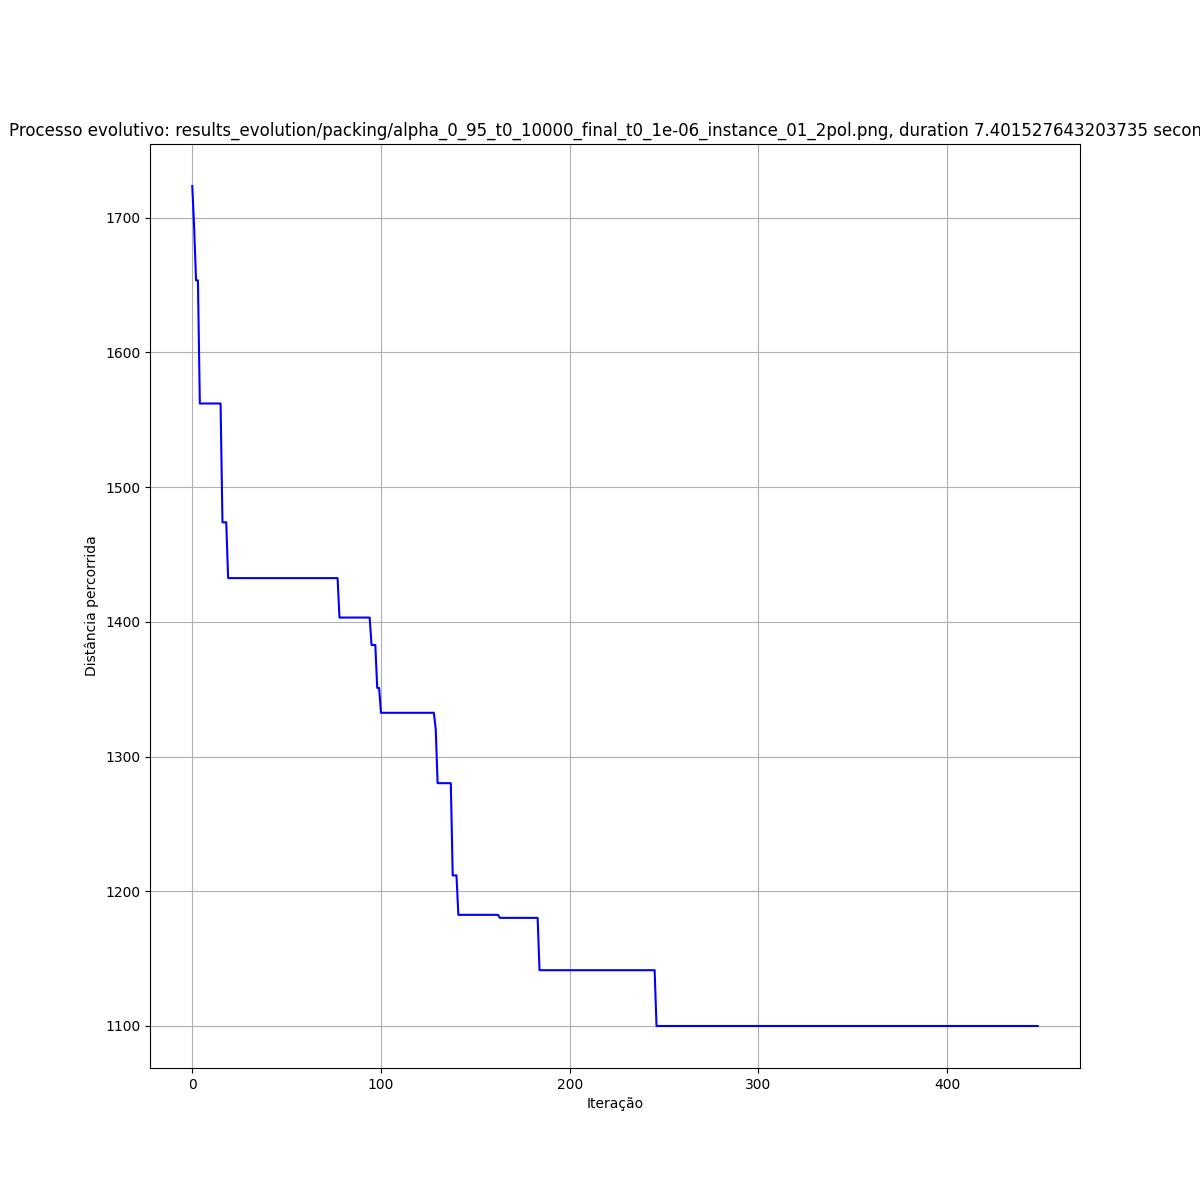 Processo evolutivo: results_evolution/packing/alpha_0_95_t0_10000_final_t0_1e-06_instance_01_2pol.png, duration 7.401527643203735 secon
1700
1600
1500
1400
1300
1200
1100
Distância percorrida
0 100 200 300 400
Iteração